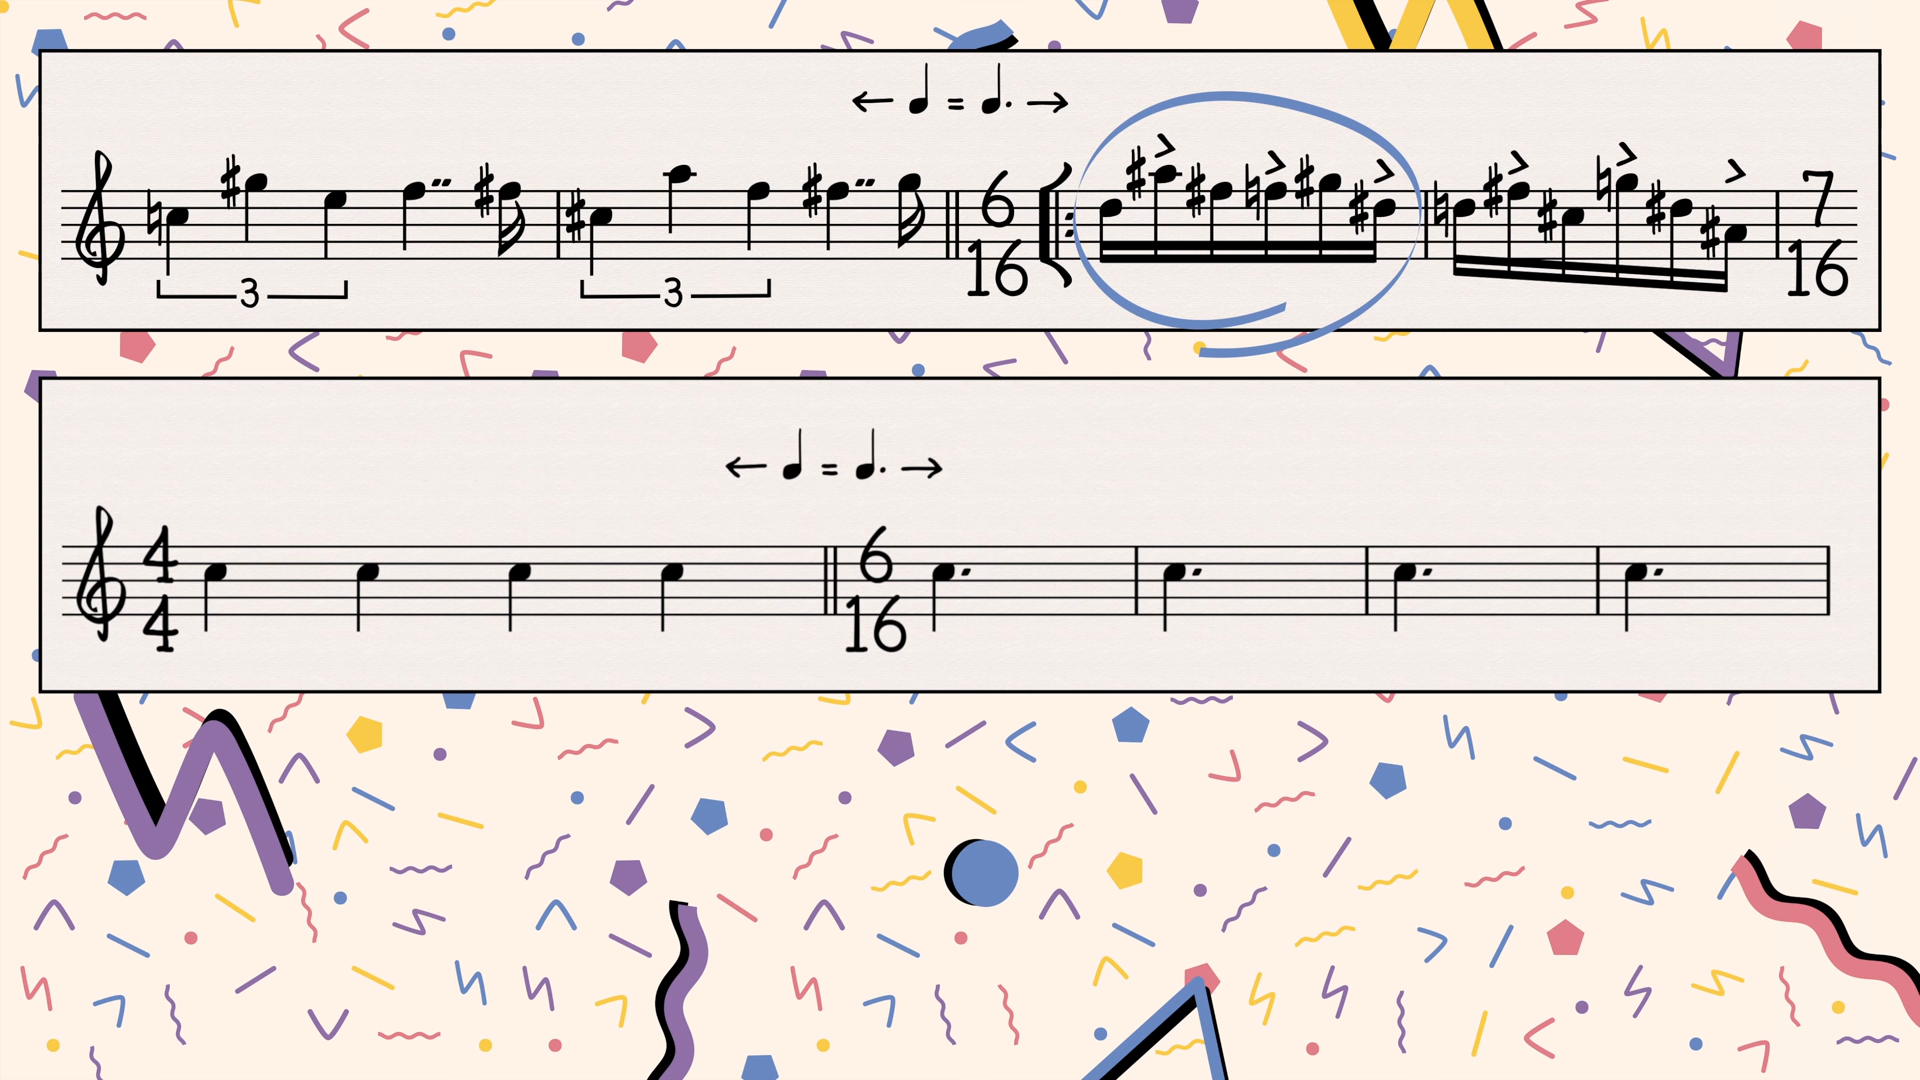 ← ♩ = ♩. →
6 7
16 16
3 3
← ♩ = ♩. →
4 6
4 16